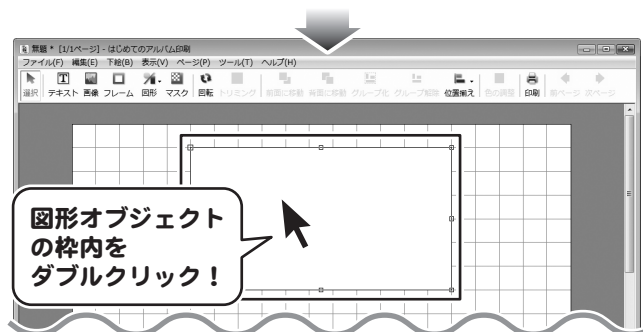 無題 * [1/1ページ] - はじめてのアルバム印刷
ファイル(F) 編集(E) 下絵(B) 表示(V) ページ(P) ツール(T) ヘルプ(H)
選択 テキスト 画像 フレーム 図形 マスク 回転 トリミング 前面に移動 背面に移動 グループ化 グループ解除 位置揃え 色の調整 印刷 前ページ 次ページ
図形オブジェクト
の枠内を
ダブルクリック！